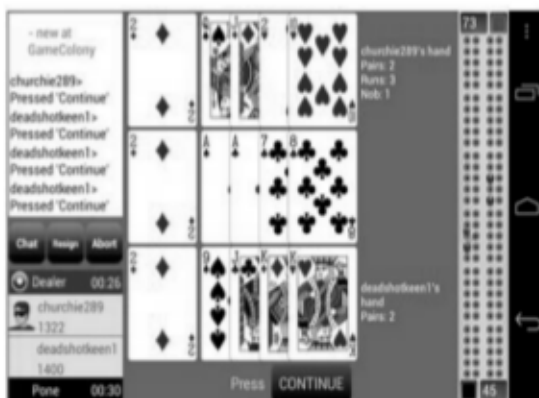 - new at
GameColony
churchie289>
Pressed 'Continue'
deadshotkeen1>
Pressed 'Continue'
deadshotkeen1>
Pressed 'Continue'
deadshotkeen1>
Pressed 'Continue'
Chat Resign Abort
Dealer 00:26
churchie289
1322
deadshotkeen1
1400
Pone 00:30
churchie289's hand
Pairs: 2
Runs: 3
Nob: 1
deadshotkeen1's
hand
Pairs: 2
Press CONTINUE
73
45